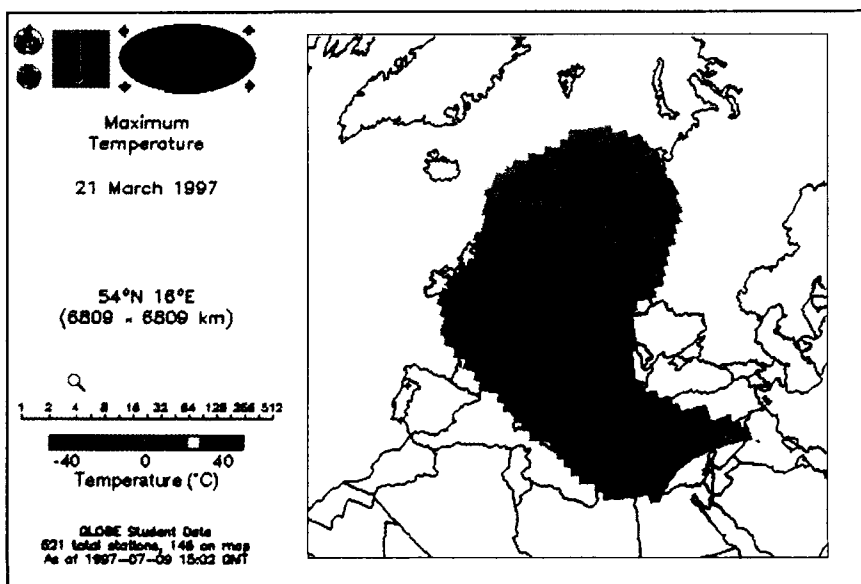 Maximum
Temperature
21 March 1997
54°N 16°E
(6809 × 6809 km)
1 2 4 8 16 32 64 128 256 512
-40 0 40
Temperature (°C)
GLOBE Student Data
521 total stations, 146 on map
As of 1997-07-09 15:02 GMT